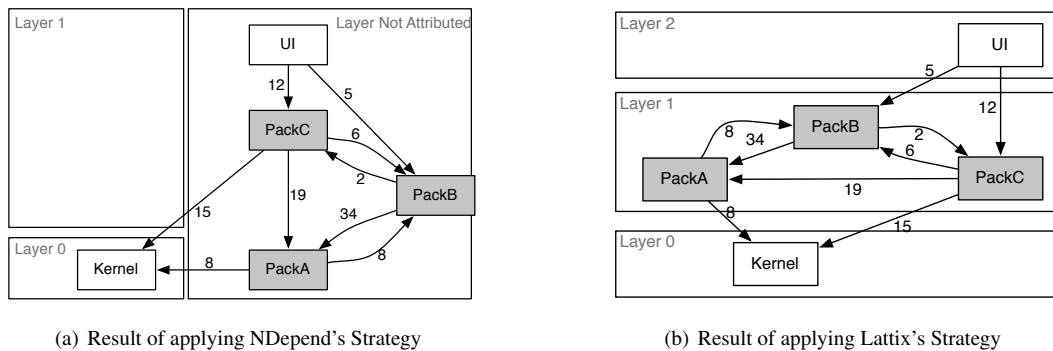 Layer 1
Layer Not Attributed
UI
12
5
PackC
6
2
PackB
19
15
34
8
Layer 0
Kernel
8
PackA
(a) Result of applying NDepend's Strategy
Layer 2
UI
5
12
Layer 1
PackB
8
34
2
6
PackA
PackC
19
8
15
Layer 0
Kernel
(b) Result of applying Lattix's Strategy